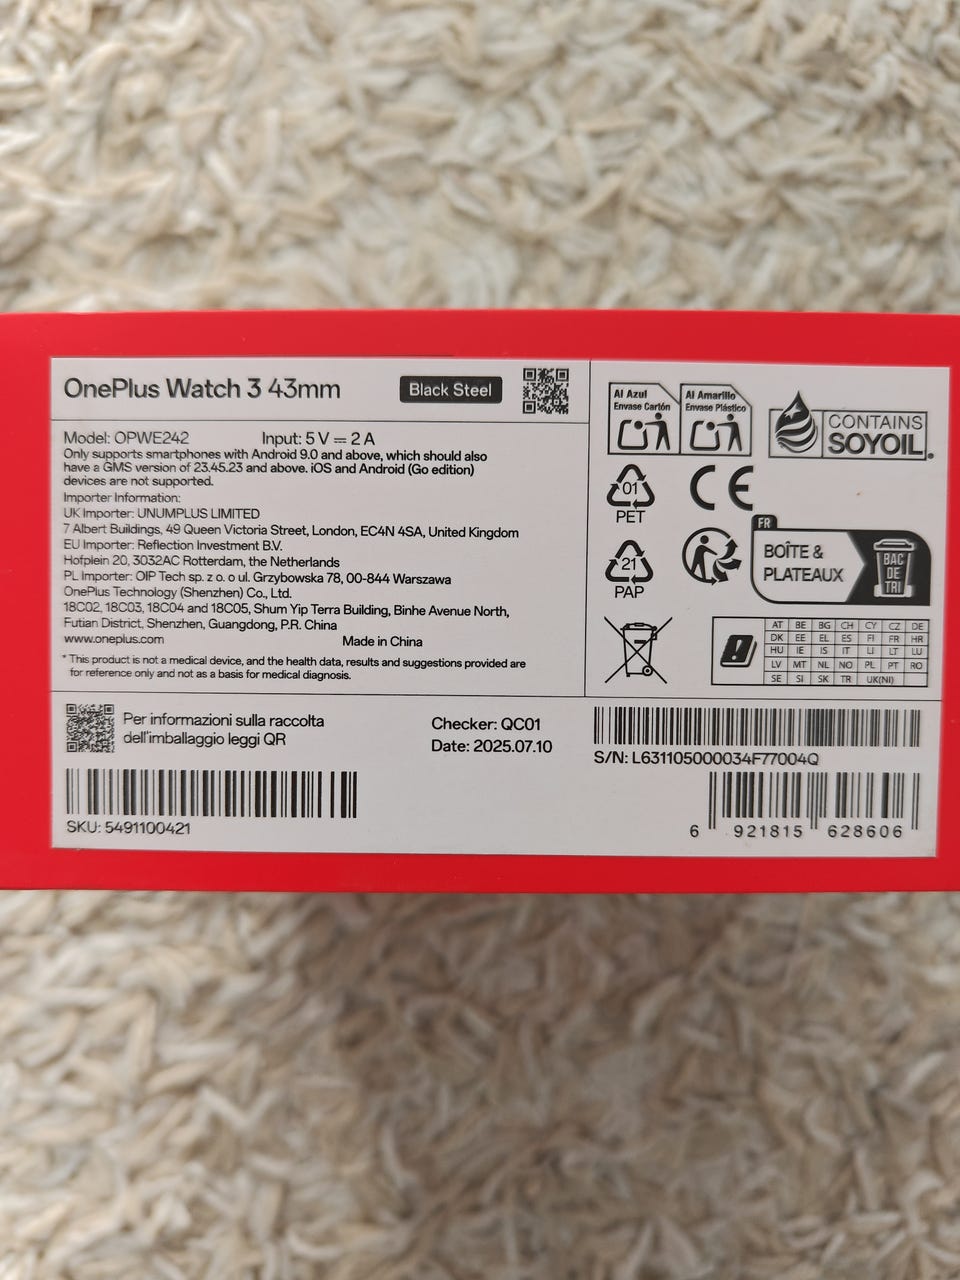 OnePlus Watch 3 43mm
Black Steel
Model: OPWE242 Input: 5 V ⎓ 2 A
Only supports smartphones with Android 9.0 and above, which should also
have a GMS version of 23.45.23 and above. iOS and Android (Go edition)
devices are not supported.
Importer Information:
UK Importer: UNUMPLUS LIMITED
7 Albert Buildings, 49 Queen Victoria Street, London, EC4N 4SA, United Kingdom
EU Importer: Reflection Investment B.V.
Hofplein 20, 3032AC Rotterdam, the Netherlands
PL Importer: OIP Tech sp. z o. o ul. Grzybowska 78, 00-844 Warszawa
OnePlus Technology (Shenzhen) Co., Ltd.
18C02, 18C03, 18C04 and 18C05, Shum Yip Terra Building, Binhe Avenue North,
Futian District, Shenzhen, Guangdong, P.R. China
www.oneplus.com Made in China
* This product is not a medical device, and the health data, results and suggestions provided are
for reference only and not as a basis for medical diagnosis.
Al Azul
Envase Cartón
Al Amarillo
Envase Plástico
CONTAINS
SOYOIL®
01
PET
CE
21
PAP
FR
BOÎTE &
PLATEAUX
BAC
DE
TRI
AT BE BG CH CY CZ DE
DK EE EL ES FI FR HR
HU IE IS IT LI LT LU
LV MT NL NO PL PT RO
SE SI SK TR UK(NI)
Per informazioni sulla raccolta
dell'imballaggio leggi QR
Checker: QC01
Date: 2025.07.10
S/N: L631105000034F77004Q
SKU: 5491100421
6 921815 628606